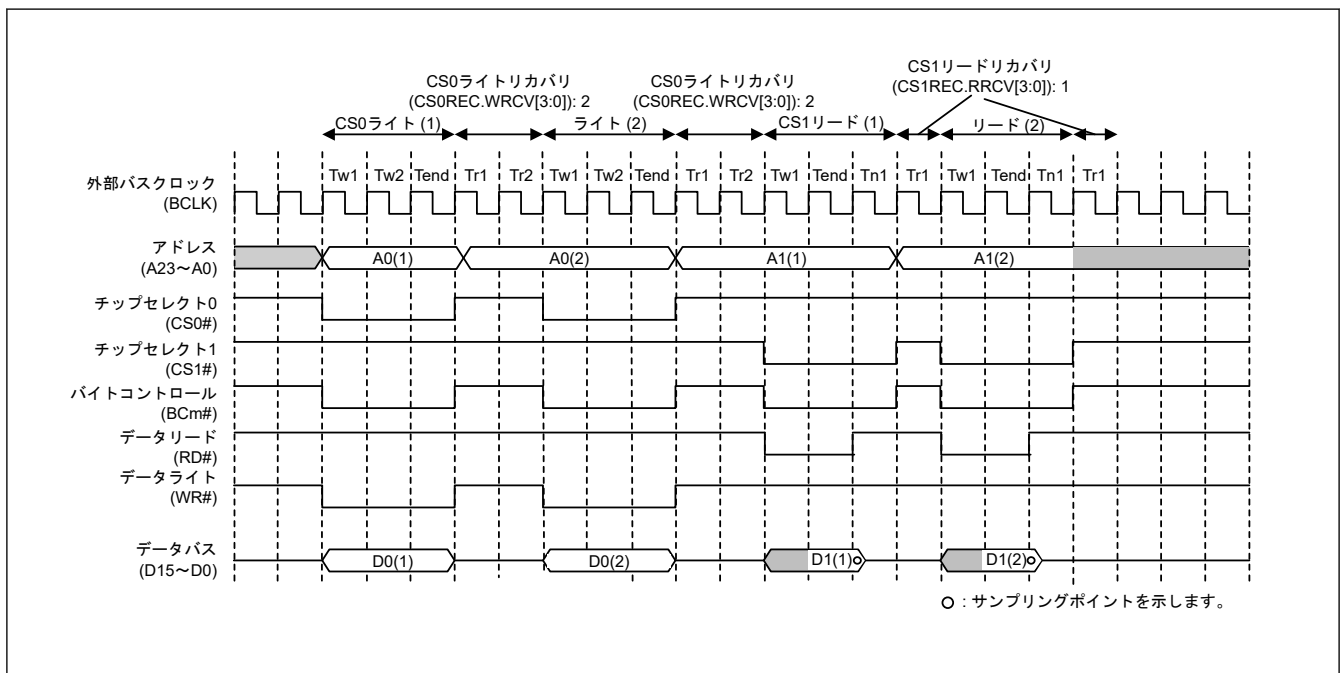 CS0ライトリカバリ
(CS0REC.WRCV[3:0]): 2
CS0ライトリカバリ
(CS0REC.WRCV[3:0]): 2
CS1リードリカバリ
(CS1REC.RRCV[3:0]): 1
CS0ライト (1)
ライト (2)
CS1リード (1)
リード (2)
Tw1 Tw2 Tend Tr1 Tr2 Tw1 Tw2 Tend Tr1 Tr2 Tw1 Tend Tn1 Tr1 Tw1 Tend Tn1 Tr1
外部バスクロック
(BCLK)
アドレス
(A23～A0)
A0(1) A0(2) A1(1) A1(2)
チップセレクト0
(CS0#)
チップセレクト1
(CS1#)
バイトコントロール
(BCm#)
データリード
(RD#)
データライト
(WR#)
データバス
(D15～D0)
D0(1) D0(2) D1(1) D1(2)
：サンプリングポイントを示します。